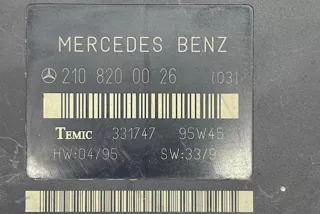 MERCEDES BENZ
210 820 00 26 (03)
TEMIC 331747 95W45
HW:04/95 SW:33/9